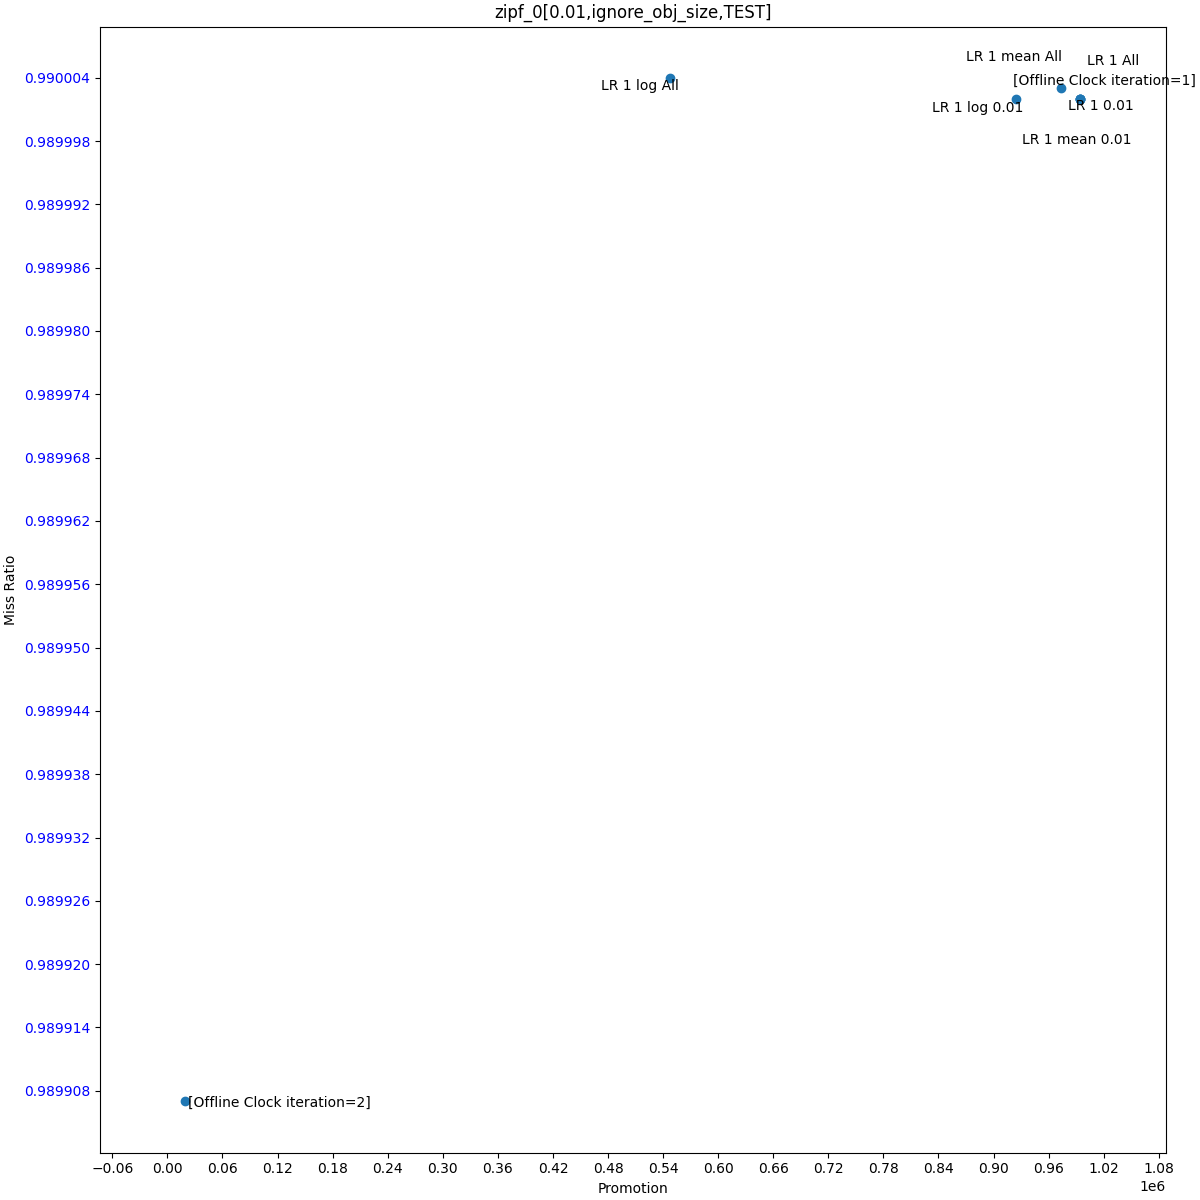 zipf_0[0.01,ignore_obj_size,TEST]
LR 1 mean All
LR 1 All
0.990004
LR 1 log All
[Offline Clock iteration=1]
LR 1 log 0.01
LR 1 0.01
0.989998
LR 1 mean 0.01
0.989992
0.989986
0.989980
0.989974
0.989968
0.989962
0.989956
Miss Ratio
0.989950
0.989944
0.989938
0.989932
0.989926
0.989920
0.989914
0.989908
[Offline Clock iteration=2]
−0.06 0.00 0.06 0.12 0.18 0.24 0.30 0.36 0.42 0.48 0.54 0.60 0.66 0.72 0.78 0.84 0.90 0.96 1.02 1.08
Promotion
1e6